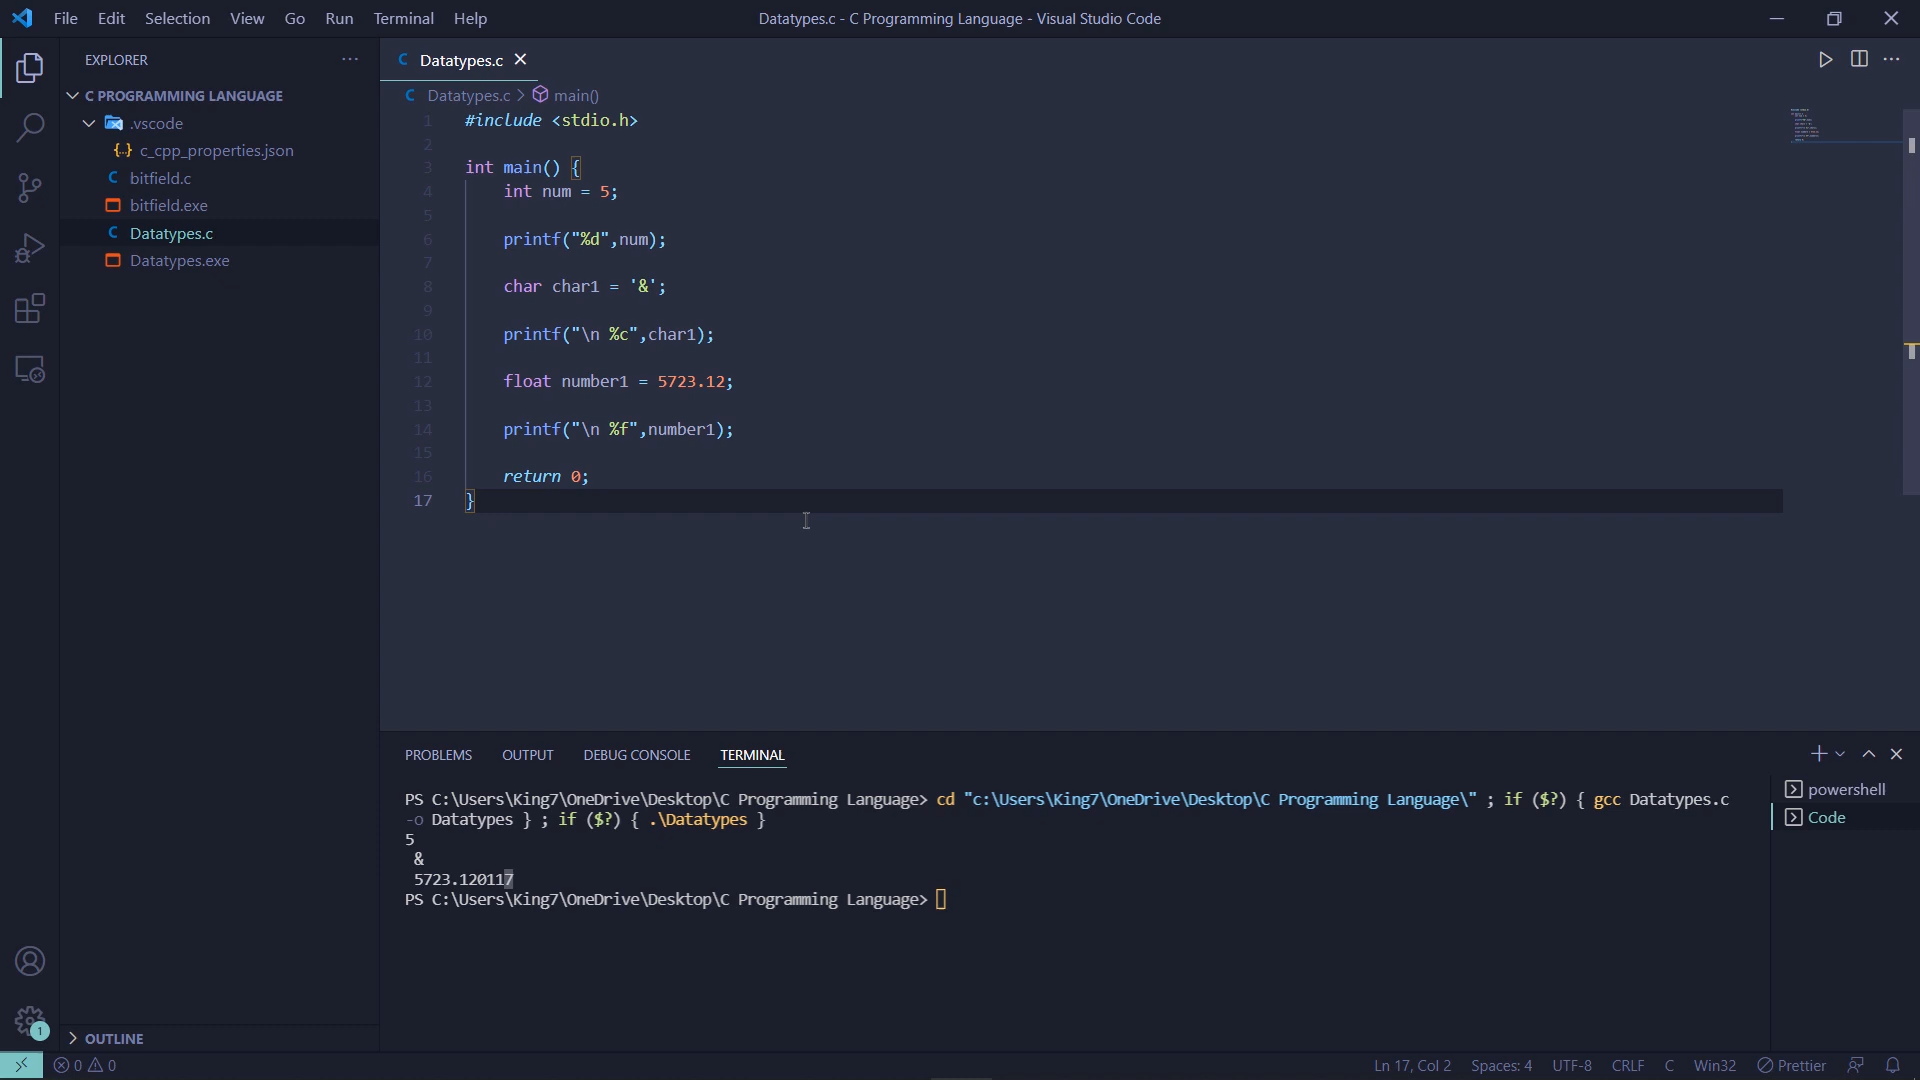 File Edit Selection View Go Run Terminal Help
Datatypes.c - C Programming Language - Visual Studio Code
EXPLORER
C PROGRAMMING LANGUAGE
.vscode
{..} c_cpp_properties.json
C bitfield.c
bitfield.exe
C Datatypes.c
Datatypes.exe
OUTLINE
C Datatypes.c
C Datatypes.c > main()
1 #include <stdio.h>
2
3 int main() {
4 int num = 5;
5
6 printf("%d",num);
7
8 char char1 = '&';
9
10 printf("\n %c",char1);
11
12 float number1 = 5723.12;
13
14 printf("\n %f",number1);
15
16 return 0;
17 }
PROBLEMS OUTPUT DEBUG CONSOLE TERMINAL
PS C:\Users\King7\OneDrive\Desktop\C Programming Language> cd "c:\Users\King7\OneDrive\Desktop\C Programming Language\" ; if ($?) { gcc Datatypes.c
-o Datatypes } ; if ($?) { .\Datatypes }
5
&
5723.120117
PS C:\Users\King7\OneDrive\Desktop\C Programming Language>
powershell
Code
1
0 0
Ln 17, Col 2 Spaces: 4 UTF-8 CRLF C Win32 Prettier